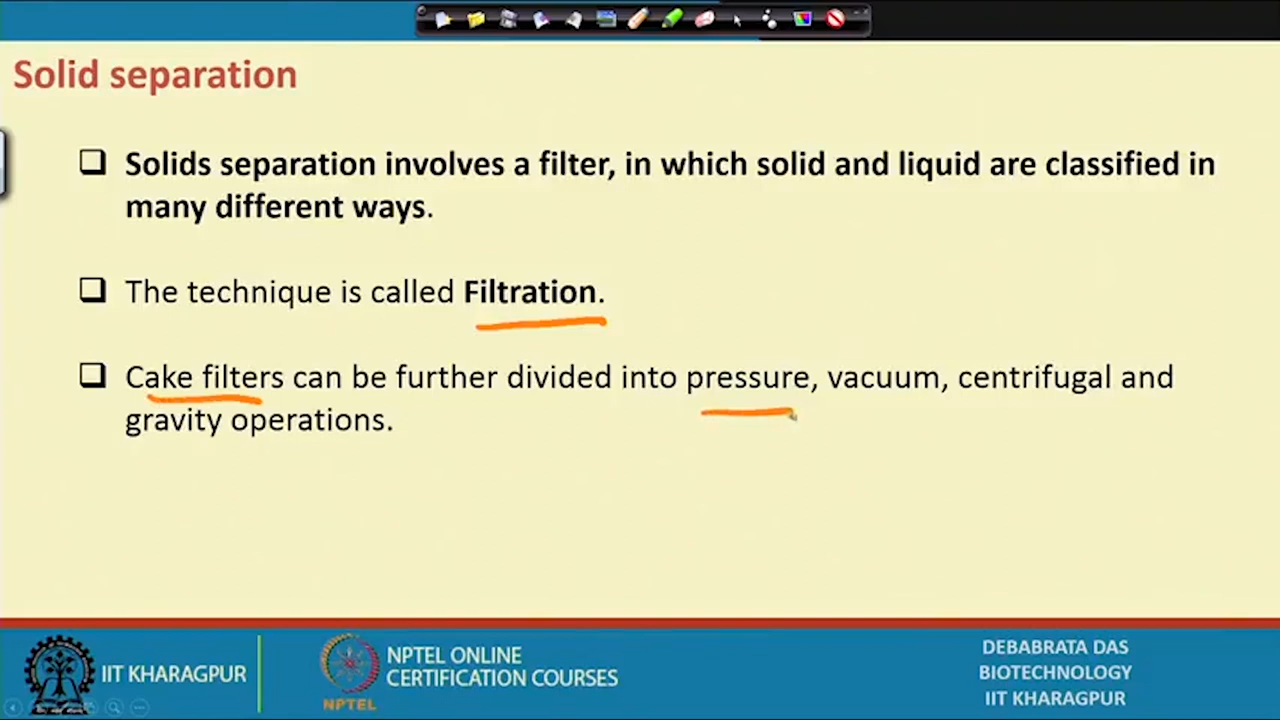 Solid separation
Solids separation involves a filter, in which solid and liquid are classified in
many different ways.
The technique is called Filtration.
Cake filters can be further divided into pressure, vacuum, centrifugal and
gravity operations.
IIT KHARAGPUR
NPTEL ONLINE
CERTIFICATION COURSES
NPTEL
DEBABRATA DAS
BIOTECHNOLOGY
IIT KHARAGPUR